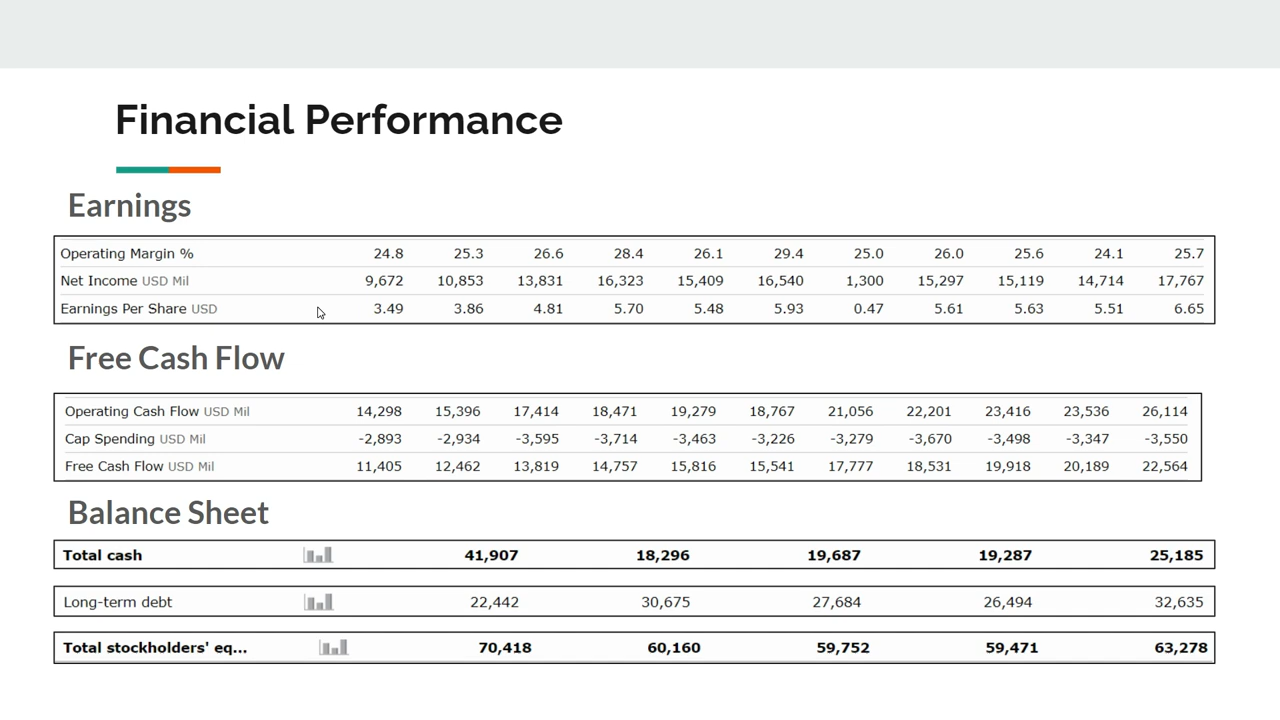 Financial Performance
Earnings
Operating Margin % 24.8 25.3 26.6 28.4 26.1 29.4 25.0 26.0 25.6 24.1 25.7
Net Income USD Mil 9,672 10,853 13,831 16,323 15,409 16,540 1,300 15,297 15,119 14,714 17,767
Earnings Per Share USD 3.49 3.86 4.81 5.70 5.48 5.93 0.47 5.61 5.63 5.51 6.65
Free Cash Flow
Operating Cash Flow USD Mil 14,298 15,396 17,414 18,471 19,279 18,767 21,056 22,201 23,416 23,536 26,114
Cap Spending USD Mil -2,893 -2,934 -3,595 -3,714 -3,463 -3,226 -3,279 -3,670 -3,498 -3,347 -3,550
Free Cash Flow USD Mil 11,405 12,462 13,819 14,757 15,816 15,541 17,777 18,531 19,918 20,189 22,564
Balance Sheet
Total cash 41,907 18,296 19,687 19,287 25,185
Long-term debt 22,442 30,675 27,684 26,494 32,635
Total stockholders' eq... 70,418 60,160 59,752 59,471 63,278